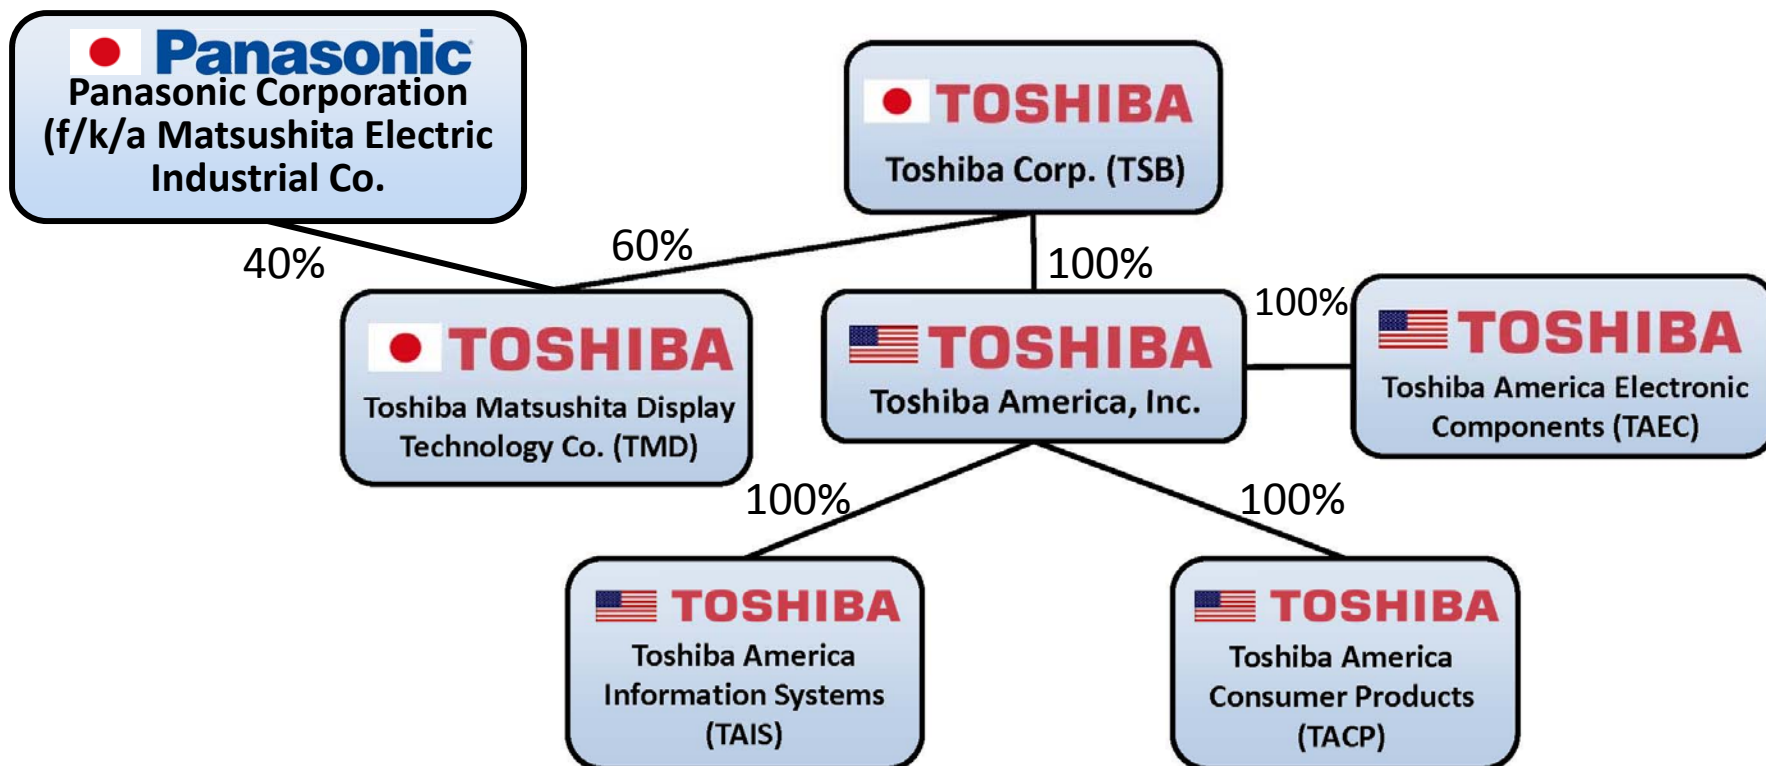 Panasonic
Panasonic Corporation
(f/k/a Matsushita Electric
Industrial Co.
TOSHIBA
Toshiba Corp. (TSB)
40%
60%
100%
100%
TOSHIBA
Toshiba Matsushita Display
Technology Co. (TMD)
TOSHIBA
Toshiba America, Inc.
TOSHIBA
Toshiba America Electronic
Components (TAEC)
100%
100%
TOSHIBA
Toshiba America
Information Systems
(TAIS)
TOSHIBA
Toshiba America
Consumer Products
(TACP)